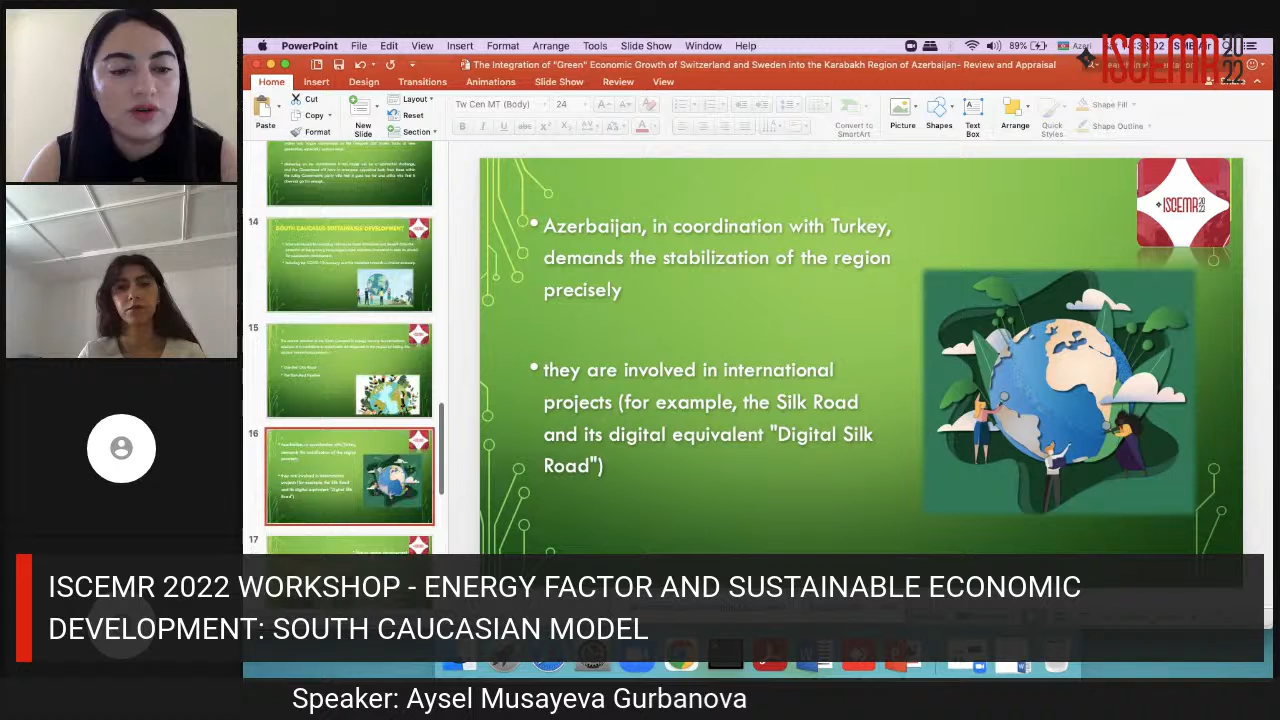 PowerPoint File Edit View Insert Format Arrange Tools Slide Show Window Help
89%
ISCEMR 2022
The Integration of "Green" Economic Growth of Switzerland and Sweden into the Karabakh Region of Azerbaijan- Review and Appraisal
Home Insert Design Transitions Animations Slide Show Review View
Paste
Cut
Copy
Format
New Slide
Layout
Reset
Section
Tw Cen MT (Body) 24
Convert to SmartArt
Picture
Shapes
Text Box
Arrange
Quick Styles
Shape Fill
Shape Outline
14
SOUTH CAUCASUS SUSTAINABLE DEVELOPMENT
15
16
17
ISCEMR 2022
• Azerbaijan, in coordination with Turkey,
demands the stabilization of the region
precisely
• they are involved in international
projects (for example, the Silk Road
and its digital equivalent "Digital Silk
Road")
ISCEMR 2022 WORKSHOP - ENERGY FACTOR AND SUSTAINABLE ECONOMIC
DEVELOPMENT: SOUTH CAUCASIAN MODEL
Speaker: Aysel Musayeva Gurbanova